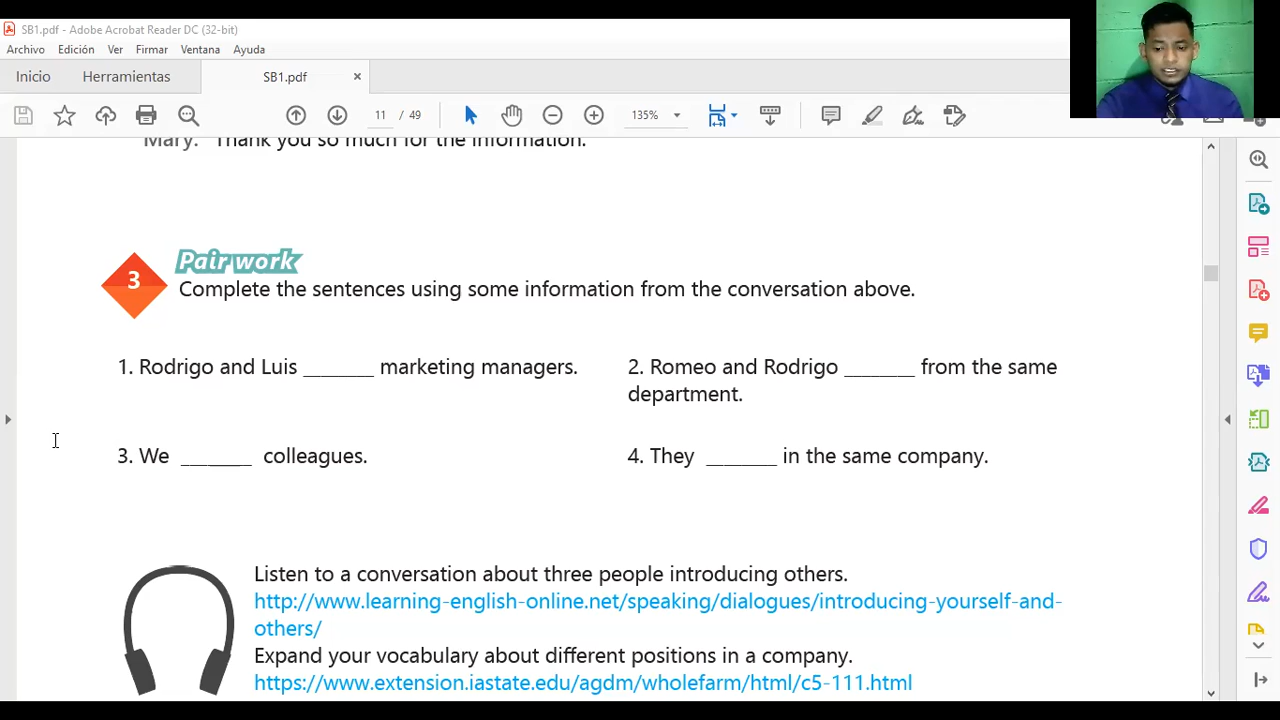 SB1.pdf - Adobe Acrobat Reader DC (32-bit)
Archivo Edición Ver Firmar Ventana Ayuda
Inicio Herramientas SB1.pdf ×
11 / 49 135%
Mary: Thank you so much for the information.
3 Pair work
Complete the sentences using some information from the conversation above.
1. Rodrigo and Luis _______ marketing managers.
2. Romeo and Rodrigo _______ from the same
department.
3. We _______ colleagues.
4. They _______ in the same company.
Listen to a conversation about three people introducing others.
http://www.learning-english-online.net/speaking/dialogues/introducing-yourself-and-
others/
Expand your vocabulary about different positions in a company.
https://www.extension.iastate.edu/agdm/wholefarm/html/c5-111.html